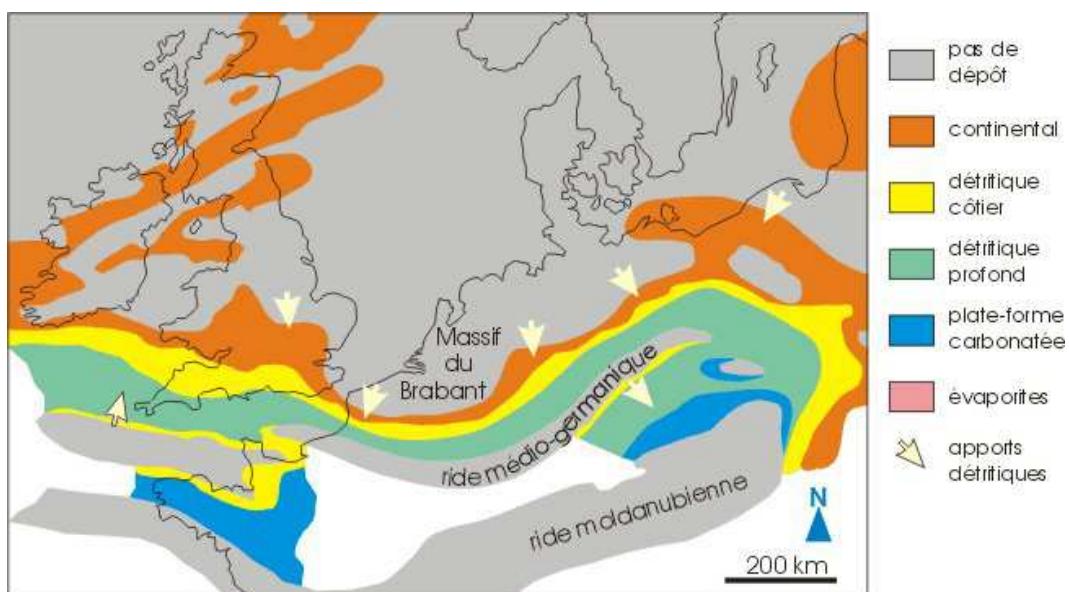 Massif
du
Brabant
ride médio-germanique
ride moldanubienne
N
200 km
pas de
dépôt
continental
détritique
côtier
détritique
profond
plate-forme
carbonatée
évaporites
apports
détritiques